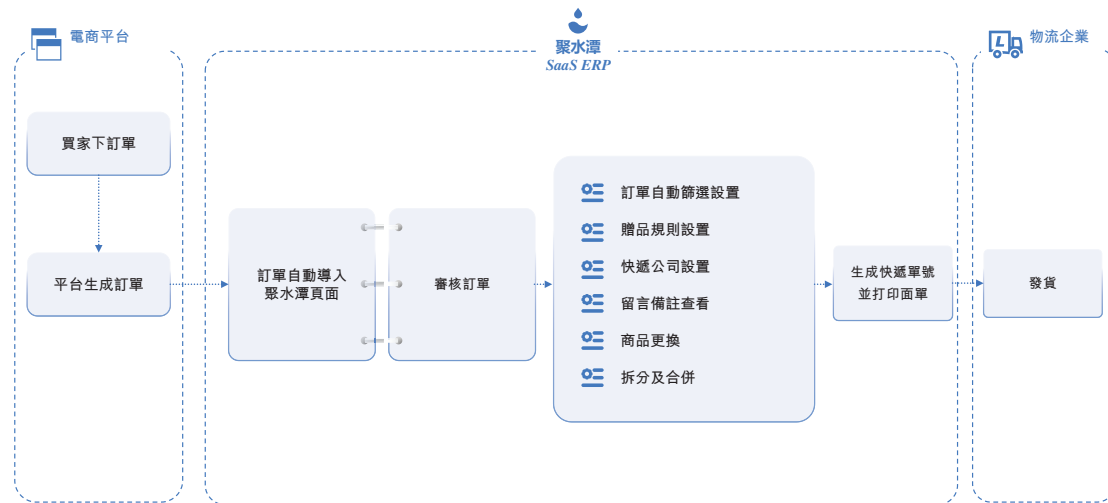 電商平台
聚水潭
SaaS ERP
物流企業
買家下訂單
平台生成訂單
訂單自動導入
聚水潭頁面
審核訂單
訂單自動篩選設置
贈品規則設置
快遞公司設置
留言備註查看
商品更換
拆分及合併
生成快遞單號
並打印面單
發貨